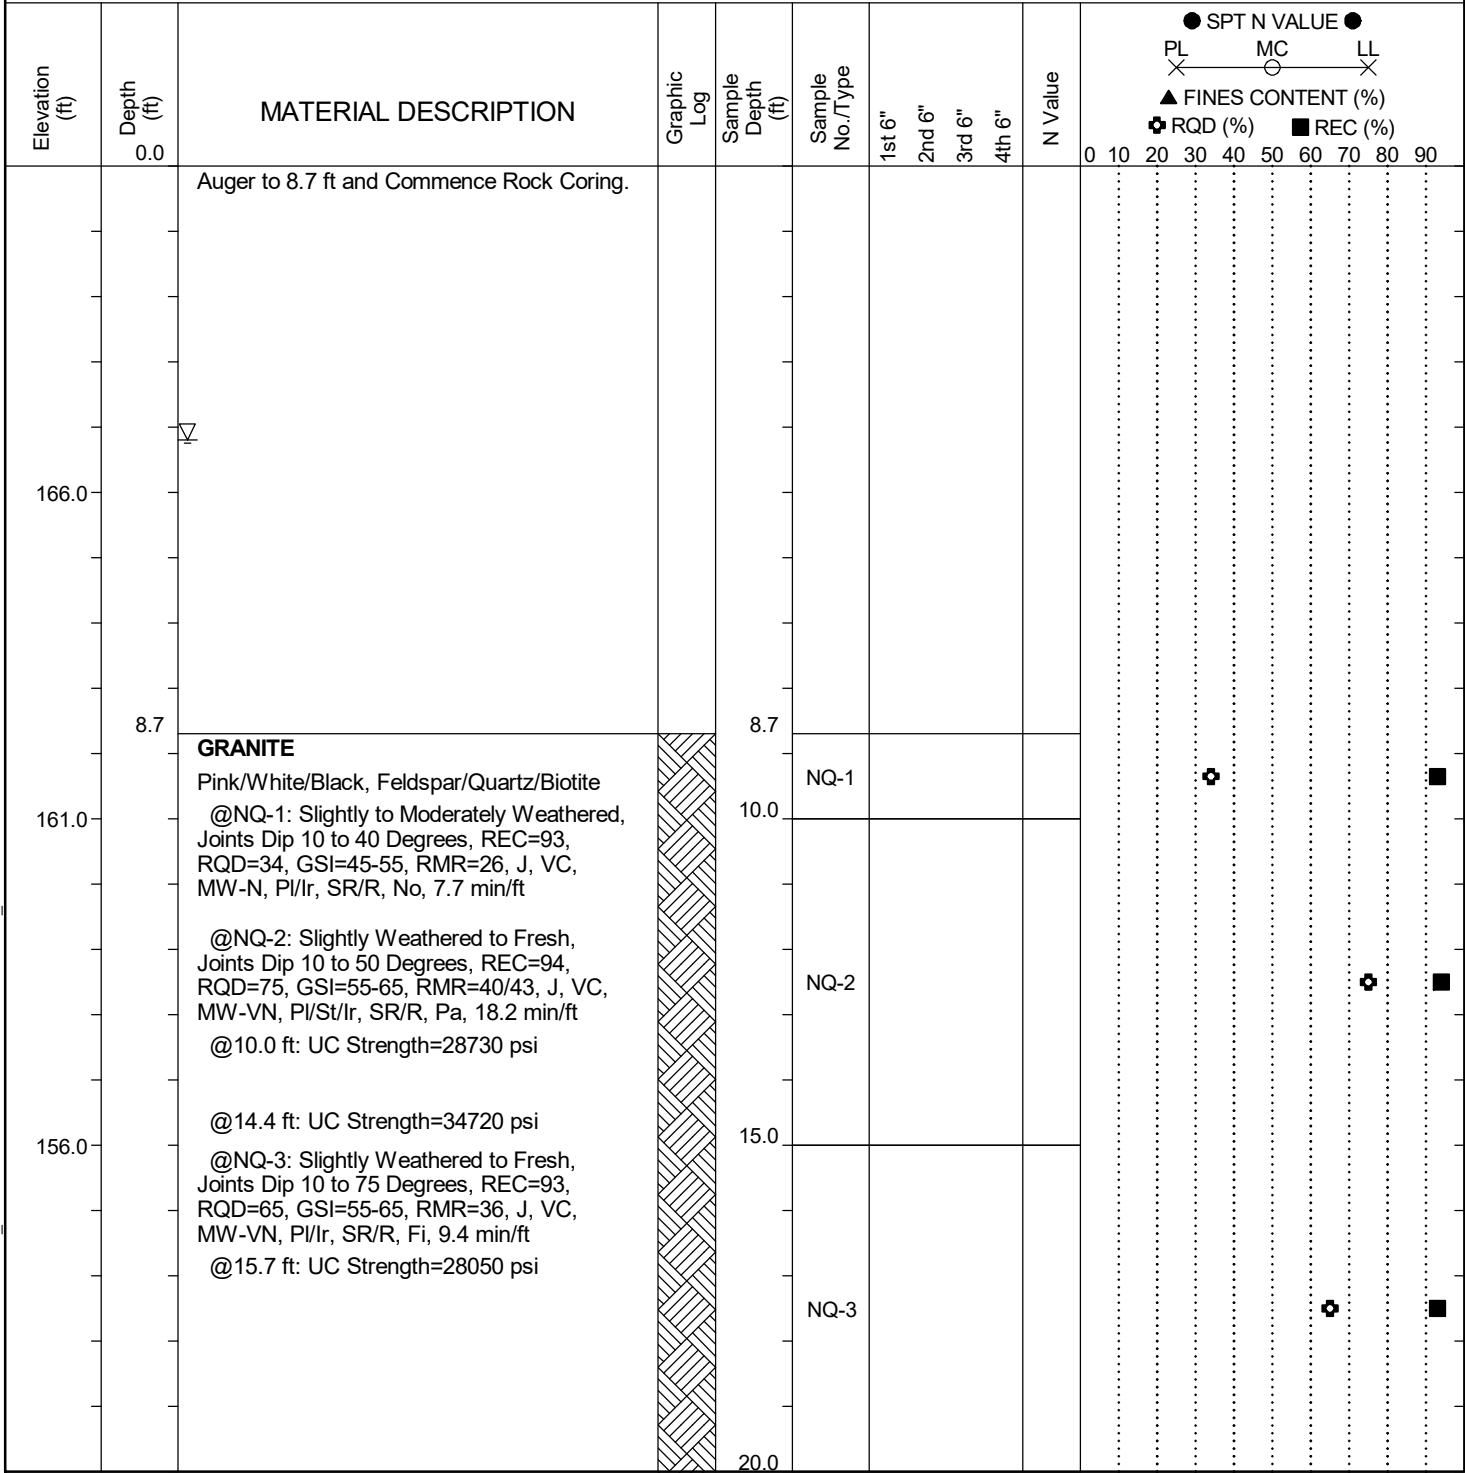 Elevation
(ft)
Depth
(ft)
0.0
MATERIAL DESCRIPTION
Graphic
Log
Sample
Depth
(ft)
Sample
No./Type
1st 6"
2nd 6"
3rd 6"
4th 6"
N Value
SPT N VALUE
PL MC LL
FINES CONTENT (%)
RQD (%) REC (%)
0 10 20 30 40 50 60 70 80 90
Auger to 8.7 ft and Commence Rock Coring.
166.0
8.7
8.7
GRANITE
Pink/White/Black, Feldspar/Quartz/Biotite
NQ-1
@NQ-1: Slightly to Moderately Weathered,
161.0
10.0
Joints Dip 10 to 40 Degrees, REC=93,
RQD=34, GSI=45-55, RMR=26, J, VC,
MW-N, Pl/Ir, SR/R, No, 7.7 min/ft
@NQ-2: Slightly Weathered to Fresh,
Joints Dip 10 to 50 Degrees, REC=94,
RQD=75, GSI=55-65, RMR=40/43, J, VC,
NQ-2
MW-VN, Pl/St/Ir, SR/R, Pa, 18.2 min/ft
@10.0 ft: UC Strength=28730 psi
@14.4 ft: UC Strength=34720 psi
156.0
15.0
@NQ-3: Slightly Weathered to Fresh,
Joints Dip 10 to 75 Degrees, REC=93,
RQD=65, GSI=55-65, RMR=36, J, VC,
MW-VN, Pl/Ir, SR/R, Fi, 9.4 min/ft
@15.7 ft: UC Strength=28050 psi
NQ-3
20.0